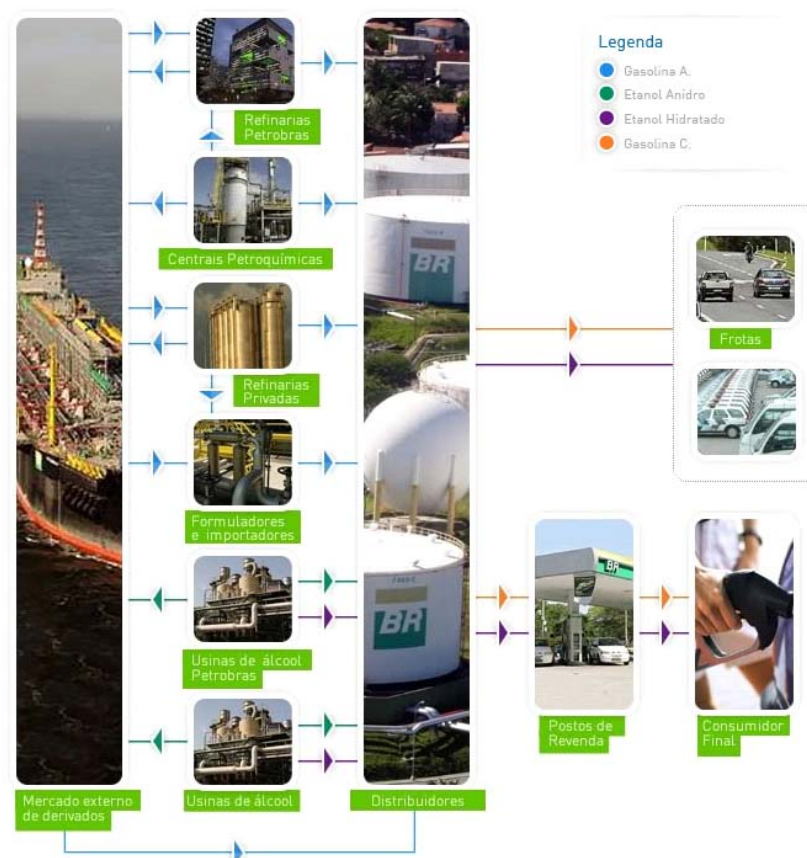 Legenda
Gasolina A.
Etanol Anidro
Etanol Hidratado
Gasolina C.
Refinarias
Petrobras
Centrais Petroquímicas
BR
Refinarias
Privadas
Frotas
Formuladores
e importadores
BR
BR
Usinas de álcool
Petrobras
Postos de
Revenda
Consumidor
Final
Mercado externo
de derivados
Usinas de álcool
Distribuidores